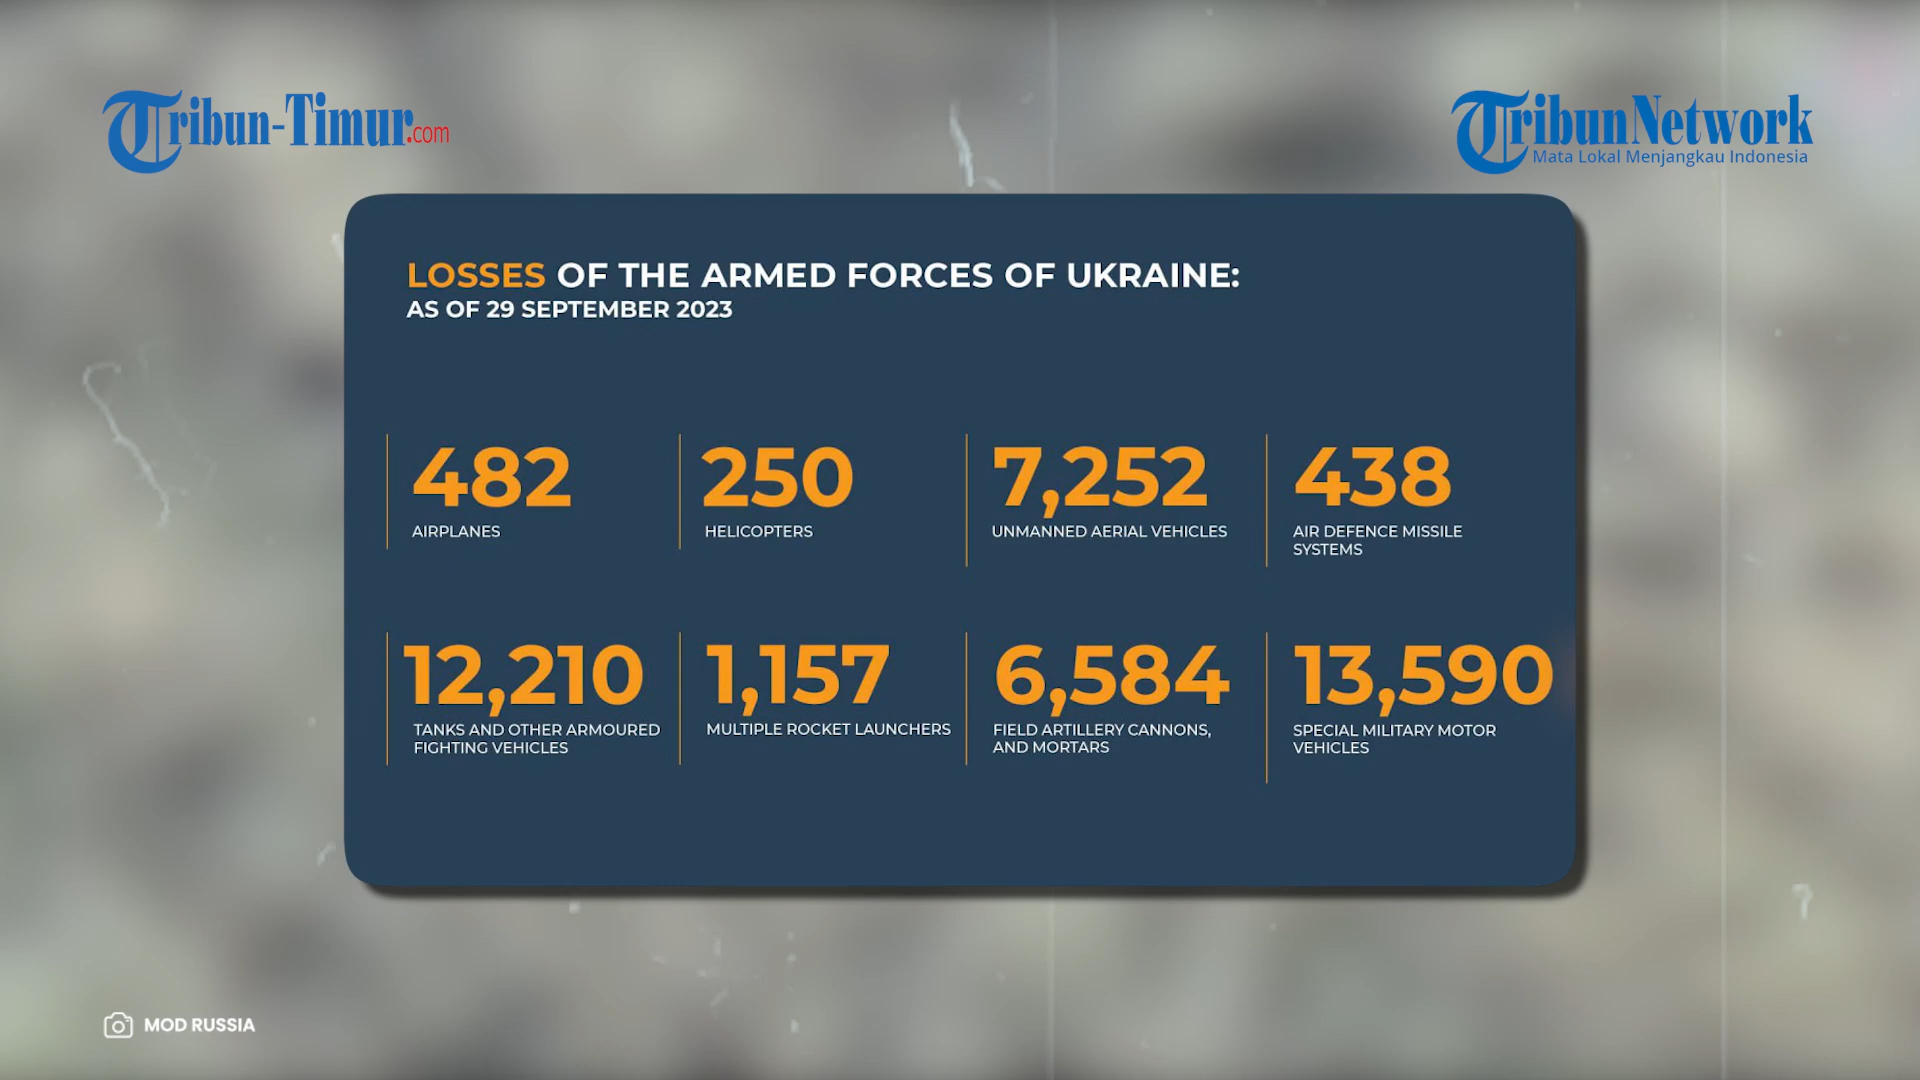 Tribun-Timur.com
TribunNetwork
Mata Lokal Menjangkau Indonesia
LOSSES OF THE ARMED FORCES OF UKRAINE:
AS OF 29 SEPTEMBER 2023
482
AIRPLANES
250
HELICOPTERS
7,252
UNMANNED AERIAL VEHICLES
438
AIR DEFENCE MISSILE
SYSTEMS
12,210
TANKS AND OTHER ARMOURED
FIGHTING VEHICLES
1,157
MULTIPLE ROCKET LAUNCHERS
6,584
FIELD ARTILLERY CANNONS,
AND MORTARS
13,590
SPECIAL MILITARY MOTOR
VEHICLES
MOD RUSSIA